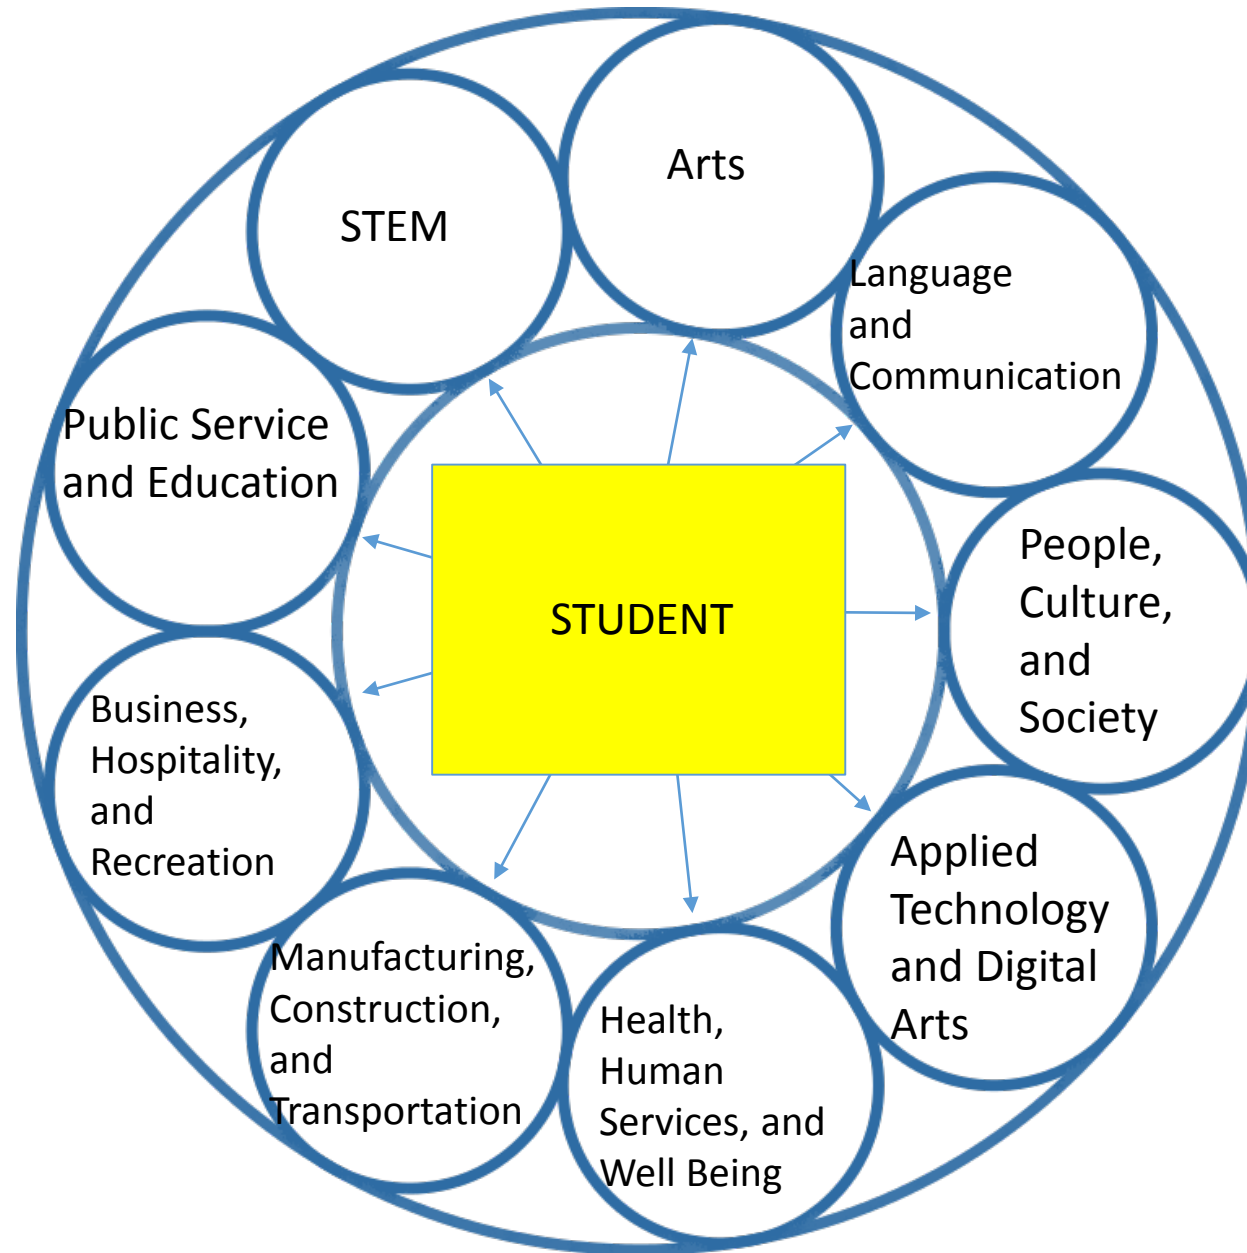 Arts
STEM
Language
and
Communication
Public Service
and Education
People,
Culture,
and
Society
STUDENT
Business,
Hospitality,
and
Recreation
Applied
Technology
and Digital
Arts
Manufacturing,
Construction,
and
Transportation
Health,
Human
Services, and
Well Being